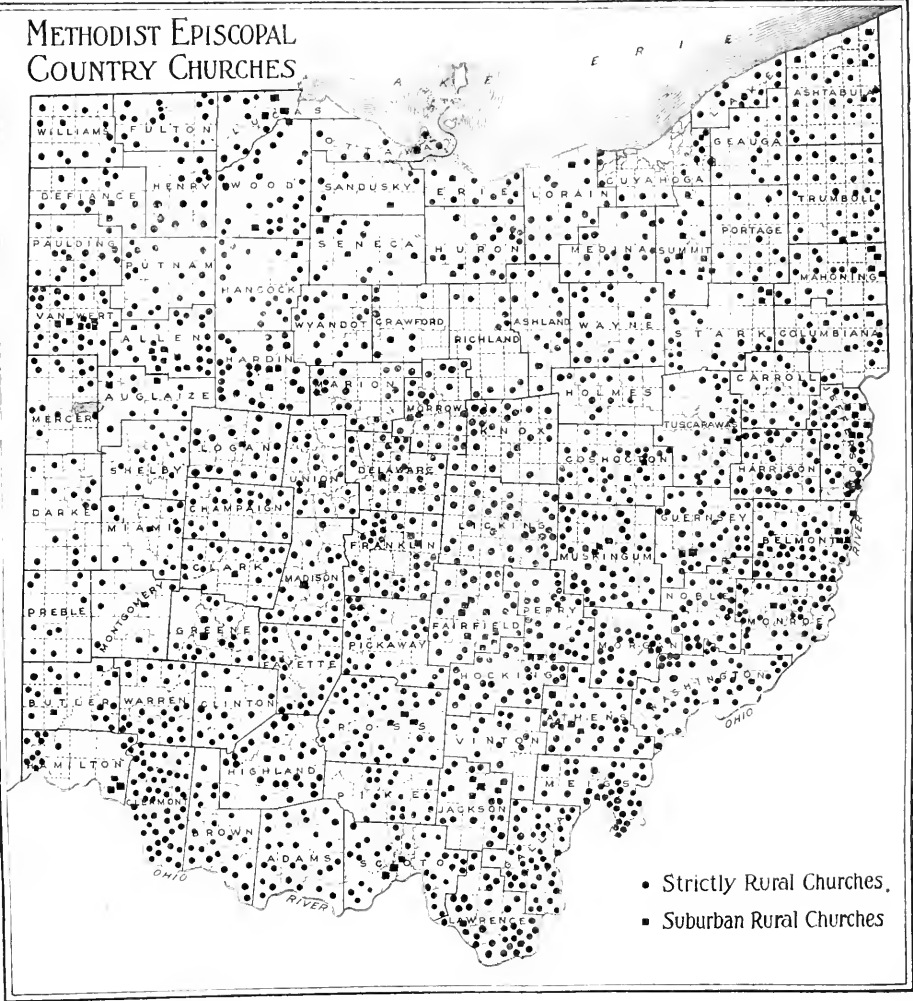 METHODIST EPISCOPAL
COUNTRY CHURCHES
LAKE ERIE
WILLIAMS
FULTON
LUCAS
OTTAWA
LAKE
ASHTABULA
GEAUGA
DEFIANCE
HENRY
WOOD
SANDUSKY
ERIE
LORAIN
CUYAHOGA
TRUMBULL
PAULDING
PUTNAM
SENECA
HURON
MEDINA
SUMMIT
PORTAGE
MAHONING
HANCOCK
VAN WERT
ALLEN
WYANDOT
CRAWFORD
RICHLAND
ASHLAND
WAYNE
STARK
COLUMBIANA
HARDIN
MERCER
AUGLAIZE
MARION
MORROW
HOLMES
CARROLL
TUSCARAWAS
KNOX
LOGAN
SHELBY
UNION
DELAWARE
COSHOCTON
HARRISON
JEFFERSON
DARKE
MIAMI
CHAMPAIGN
LICKING
GUERNSEY
BELMONT
FRANKLIN
MUSKINGUM
CLARK
MADISON
RIVER
PREBLE
MONTGOMERY
GREENE
FAYETTE
PICKAWAY
FAIRFIELD
PERRY
NOBLE
MONROE
MORGAN
HOCKING
WASHINGTON
BUTLER
WARREN
CLINTON
ROSS
VINTON
ATHENS
OHIO
HAMILTON
CLERMONT
HIGHLAND
PIKE
JACKSON
MEIGS
BROWN
ADAMS
SCIOTO
GALLIA
LAWRENCE
OHIO
RIVER
• Strictly Rural Churches.
▪ Suburban Rural Churches